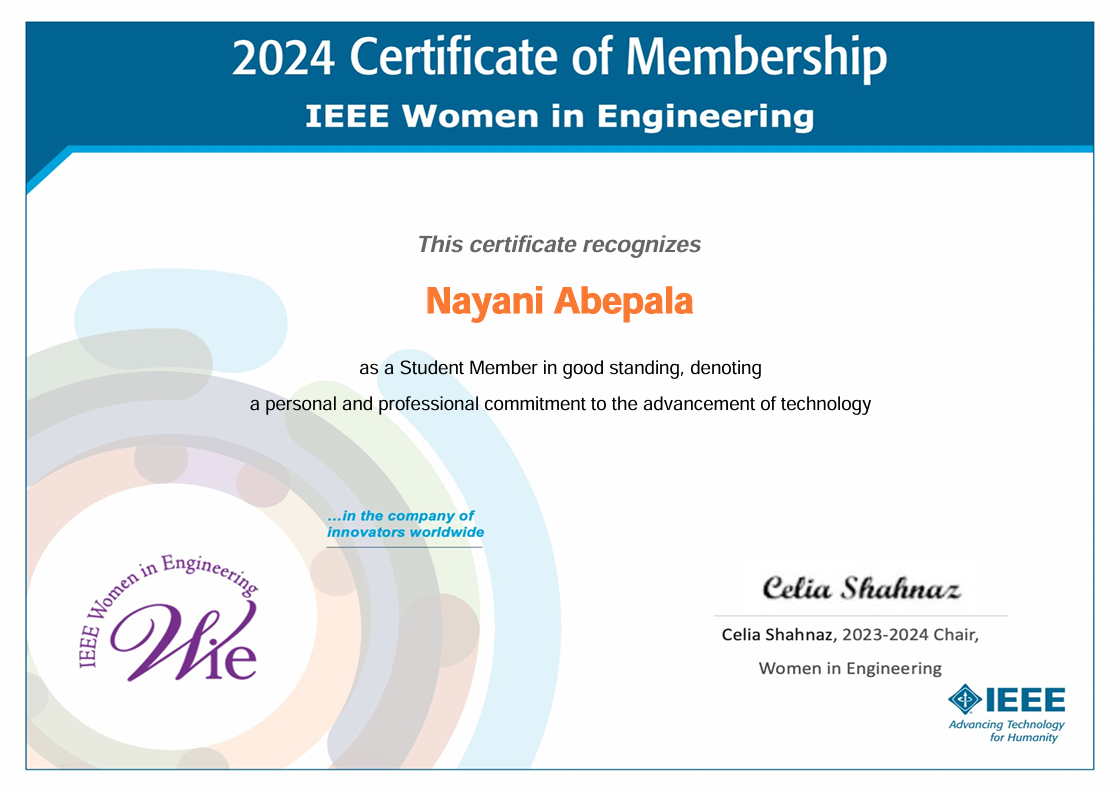 2024 Certificate of Membership
IEEE Women in Engineering
This certificate recognizes
Nayani Abepala
as a Student Member in good standing, denoting
a personal and professional commitment to the advancement of technology
...in the company of
innovators worldwide
IEEE Women in Engineering
Wie
Celia Shahnaz
Celia Shahnaz, 2023-2024 Chair,
Women in Engineering
IEEE
Advancing Technology
for Humanity